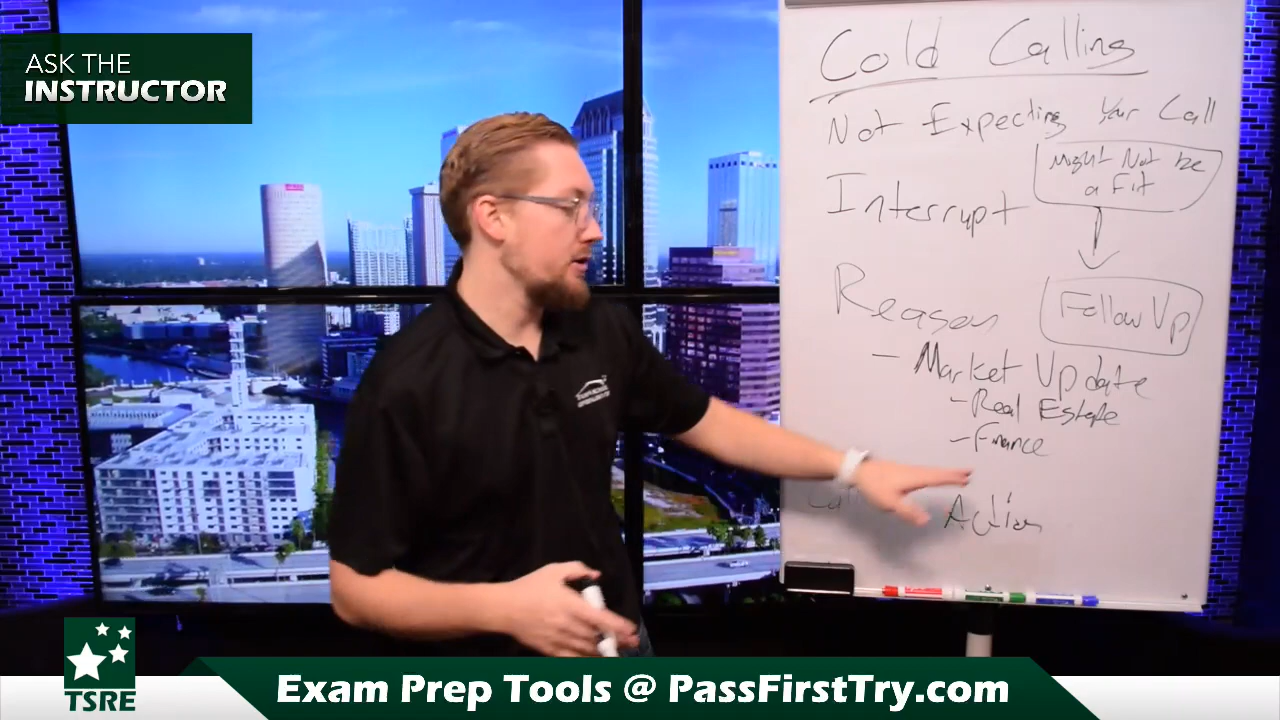 ASK THE
INSTRUCTOR
Cold Calling
Not Expecting Your Call
Might Not be
a Fit
Interrupt
Reason
Follow Up
- Market Update
- Real Estate
- Finance
Action
TSRE
Exam Prep Tools @ PassFirstTry.com